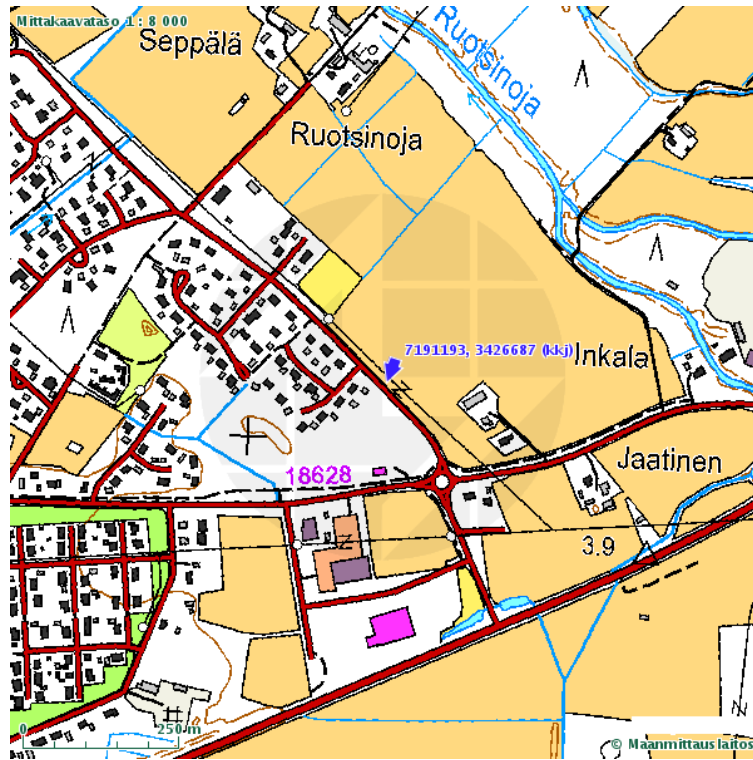 Mittakaavataso 1 : 8 000
Seppälä
Ruotsinoja
Ruotsinoja
7191193, 3426687 (kkj)
Inkala
Jaatinen
18628
3.9
0 250 m
© Maanmittauslaitos